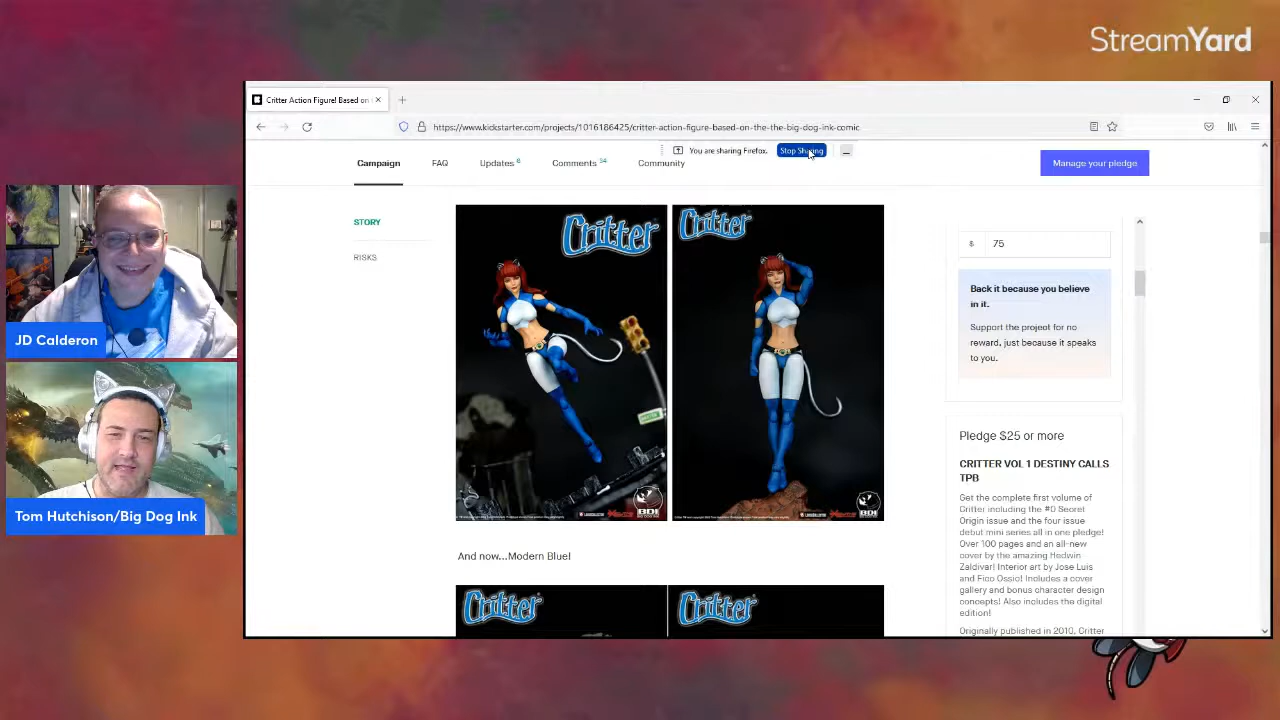 StreamYard
Critter Action Figure! Based on
https://www.kickstarter.com/projects/1016186425/critter-action-figure-based-on-the-the-big-dog-ink-comic
You are sharing Firefox. Stop Sharing
Campaign FAQ Updates 6 Comments 54 Community Manage your pledge
STORY
RISKS
Critter
Critter
BDI
BDI
And now...Modern Blue!
Critter
Critter
$ 75
Back it because you believe
in it.
Support the project for no
reward, just because it speaks
to you.
Pledge $25 or more
CRITTER VOL 1 DESTINY CALLS
TPB
Get the complete first volume of
Critter including the #0 Secret
Origin issue and the four issue
debut mini series all in one pledge!
Over 100 pages and an all-new
cover by the amazing Hedwin
Zaldivar! Interior art by Jose Luis
and Fico Ossio! Includes a cover
gallery and bonus character design
concepts! Also includes the digital
edition!
Originally published in 2010, Critter
JD Calderon
Tom Hutchison/Big Dog Ink